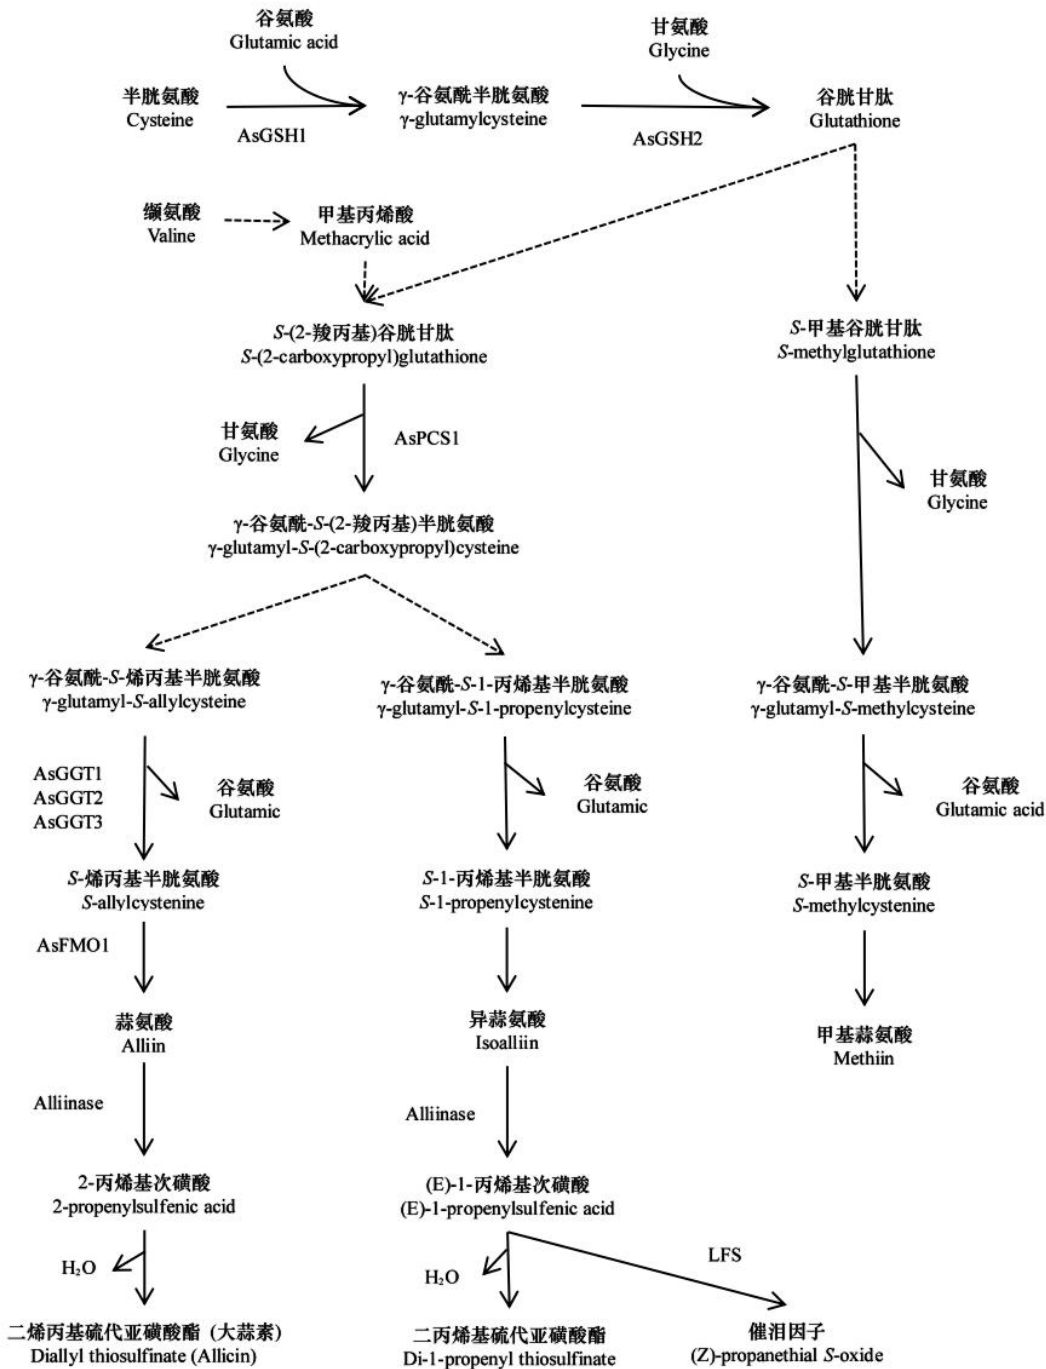 谷氨酸
Glutamic acid
甘氨酸
Glycine
半胱氨酸
Cysteine
AsGSH1
γ-谷氨酰半胱氨酸
γ-glutamylcysteine
AsGSH2
谷胱甘肽
Glutathione
缬氨酸
Valine
甲基丙烯酸
Methacrylic acid
S-(2-羧丙基)谷胱甘肽
S-(2-carboxypropyl)glutathione
S-甲基谷胱甘肽
S-methylglutathione
甘氨酸
Glycine
AsPCS1
甘氨酸
Glycine
γ-谷氨酰-S-(2-羧丙基)半胱氨酸
γ-glutamyl-S-(2-carboxypropyl)cysteine
γ-谷氨酰-S-烯丙基半胱氨酸
γ-glutamyl-S-allylcysteine
γ-谷氨酰-S-1-丙烯基半胱氨酸
γ-glutamyl-S-1-propenylcysteine
γ-谷氨酰-S-甲基半胱氨酸
γ-glutamyl-S-methylcysteine
AsGGT1
AsGGT2
AsGGT3
谷氨酸
Glutamic
谷氨酸
Glutamic
谷氨酸
Glutamic acid
S-烯丙基半胱氨酸
S-allylcystenine
S-1-丙烯基半胱氨酸
S-1-propenylcystenine
S-甲基半胱氨酸
S-methylcystenine
AsFMO1
蒜氨酸
Alliin
异蒜氨酸
Isoalliin
甲基蒜氨酸
Methiin
Alliinase
Alliinase
2-丙烯基次磺酸
2-propenylsulfenic acid
(E)-1-丙烯基次磺酸
(E)-1-propenylsulfenic acid
H₂O
H₂O
LFS
二烯丙基硫代亚磺酸酯 (大蒜素)
Diallyl thiosulfinate (Allicin)
二丙烯基硫代亚磺酸酯
Di-1-propenyl thiosulfinate
催泪因子
(Z)-propanethial S-oxide